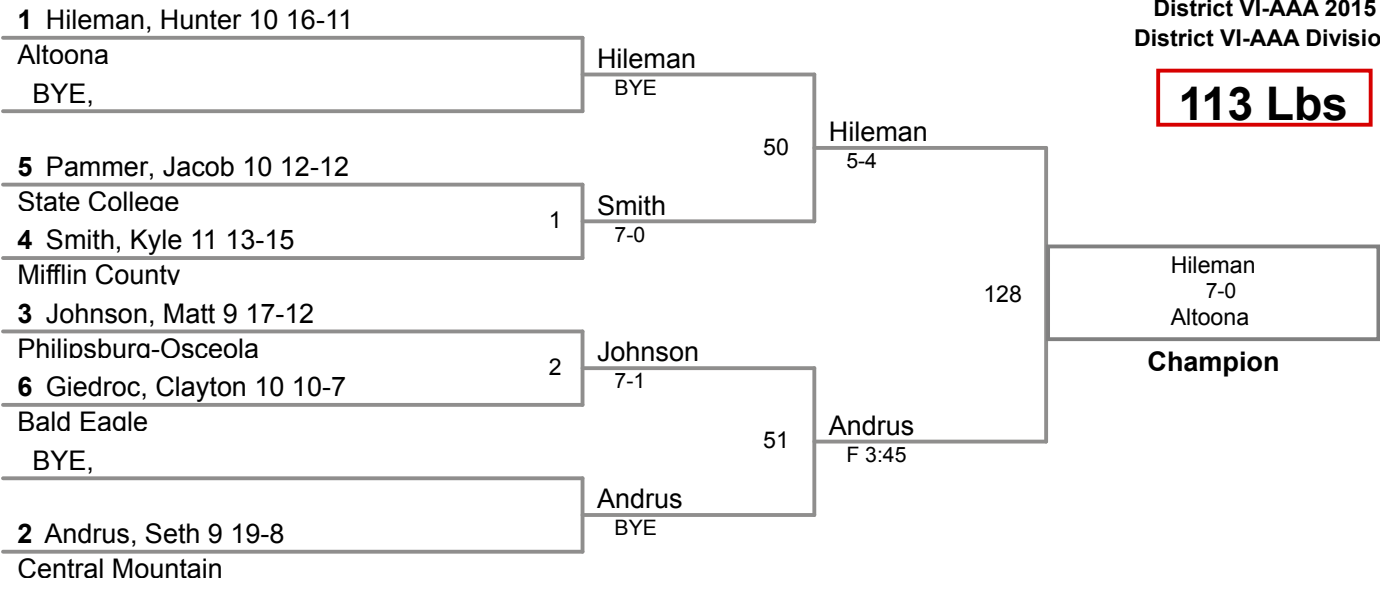 District VI-AAA 2015
District VI-AAA Divisio
113 Lbs
1 Hileman, Hunter 10 16-11
Altoona
BYE,
5 Pammer, Jacob 10 12-12
State College
4 Smith, Kyle 11 13-15
Mifflin County
3 Johnson, Matt 9 17-12
Philipsburg-Osceola
6 Giedroc, Clayton 10 10-7
Bald Eagle
BYE,
2 Andrus, Seth 9 19-8
Central Mountain
1
2
Hileman
BYE
Smith
7-0
Johnson
7-1
Andrus
BYE
50
51
Hileman
5-4
Andrus
F 3:45
128
Hileman
7-0
Altoona
Champion